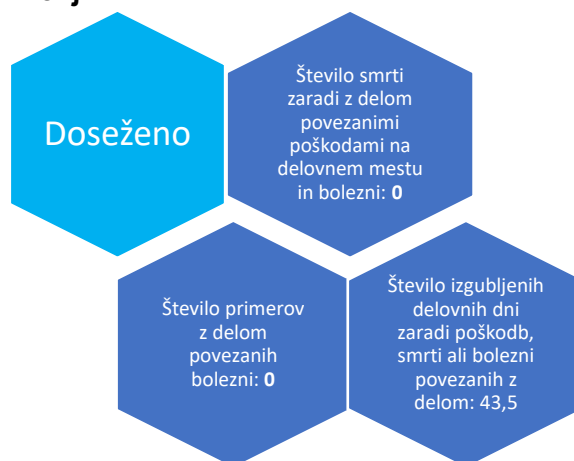 Doseženo
Število smrti
zaradi z delom
povezanimi
poškodami na
delovnem mestu
in bolezni: 0
Število primerov
z delom
povezanih
bolezni: 0
Število izgubljenih
delovnih dni
zaradi poškodb,
smrti ali bolezni
povezanih z
delom: 43,5